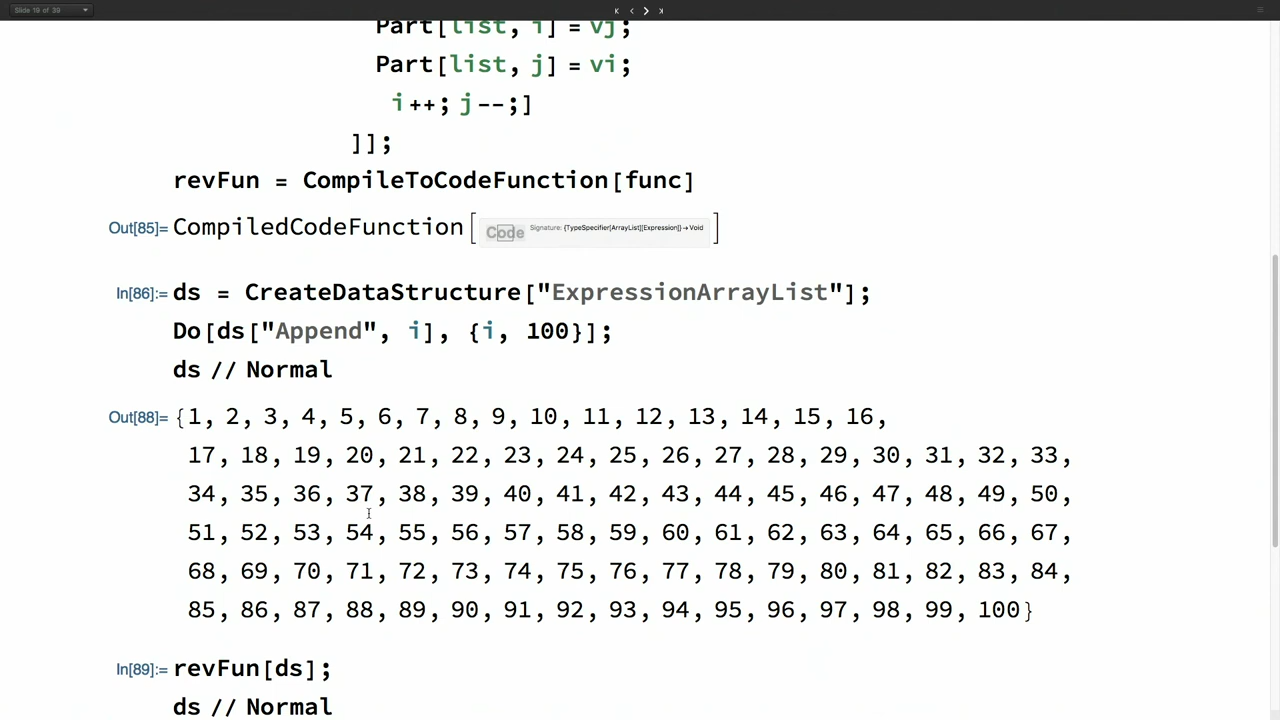 Slide 19 of 39
Part[list, i] = vj;
Part[list, j] = vi;
i++; j--;]
]];
revFun = CompileToCodeFunction[func]
Out[85]= CompiledCodeFunction[Code Signature: {TypeSpecifier[ArrayList][Expression]} → Void]
In[86]:= ds = CreateDataStructure["ExpressionArrayList"];
Do[ds["Append", i], {i, 100}];
ds // Normal
Out[88]= {1, 2, 3, 4, 5, 6, 7, 8, 9, 10, 11, 12, 13, 14, 15, 16,
17, 18, 19, 20, 21, 22, 23, 24, 25, 26, 27, 28, 29, 30, 31, 32, 33,
34, 35, 36, 37, 38, 39, 40, 41, 42, 43, 44, 45, 46, 47, 48, 49, 50,
51, 52, 53, 54, 55, 56, 57, 58, 59, 60, 61, 62, 63, 64, 65, 66, 67,
68, 69, 70, 71, 72, 73, 74, 75, 76, 77, 78, 79, 80, 81, 82, 83, 84,
85, 86, 87, 88, 89, 90, 91, 92, 93, 94, 95, 96, 97, 98, 99, 100}
In[89]:= revFun[ds];
ds // Normal